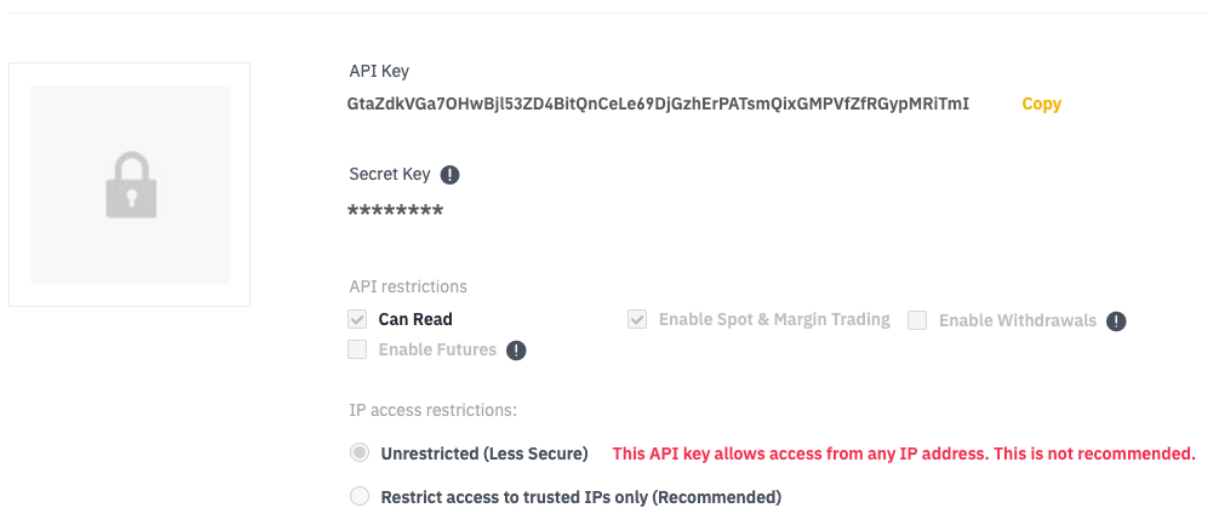 API Key
GtaZdkVGa7OHwBjl53ZD4BitQnCeLe69DjGzhErPATsmQixGMPVfZfRGypMRiTmI
Copy
Secret Key
********
API restrictions
Can Read
Enable Spot & Margin Trading
Enable Withdrawals
Enable Futures
IP access restrictions:
Unrestricted (Less Secure)
This API key allows access from any IP address. This is not recommended.
Restrict access to trusted IPs only (Recommended)